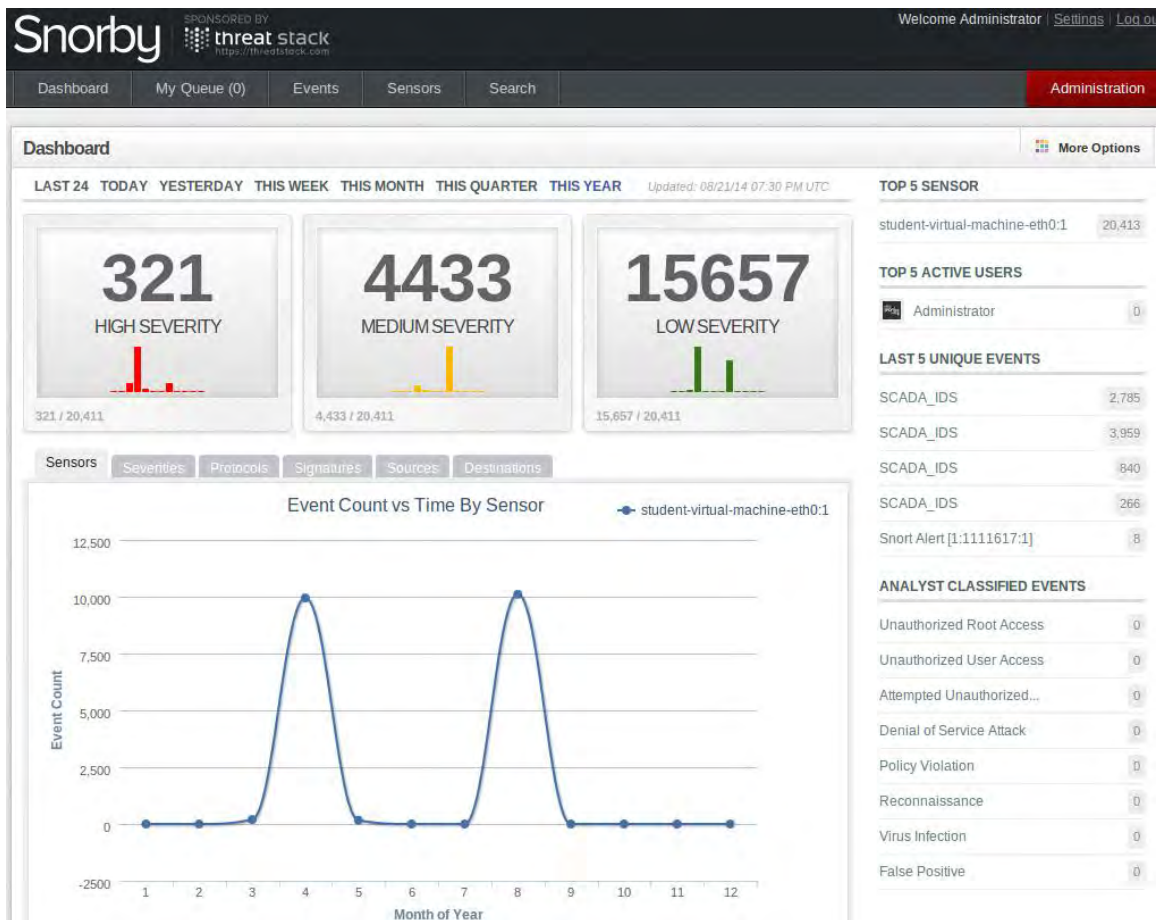 Snorby
SPONSORED BY
threat stack
https://threatstack.com
Welcome Administrator | Settings | Log ou
Dashboard
My Queue (0)
Events
Sensors
Search
Administration
Dashboard
More Options
LAST 24 TODAY YESTERDAY THIS WEEK THIS MONTH THIS QUARTER THIS YEAR
Updated: 08/21/14 07:30 PM UTC
321
HIGH SEVERITY
321 / 20,411
4433
MEDIUM SEVERITY
4,433 / 20,411
15657
LOW SEVERITY
15,657 / 20,411
Sensors
Severities
Protocols
Signatures
Sources
Destinations
Event Count vs Time By Sensor
student-virtual-machine-eth0:1
12,500
10,000
7,500
5,000
2,500
0
-2500
Event Count
1 2 3 4 5 6 7 8 9 10 11 12
Month of Year
TOP 5 SENSOR
student-virtual-machine-eth0:1 20,413
TOP 5 ACTIVE USERS
Administrator 0
LAST 5 UNIQUE EVENTS
SCADA_IDS 2,785
SCADA_IDS 3,959
SCADA_IDS 840
SCADA_IDS 266
Snort Alert [1:1111617:1] 8
ANALYST CLASSIFIED EVENTS
Unauthorized Root Access 0
Unauthorized User Access 0
Attempted Unauthorized... 0
Denial of Service Attack 0
Policy Violation 0
Reconnaissance 0
Virus Infection 0
False Positive 0